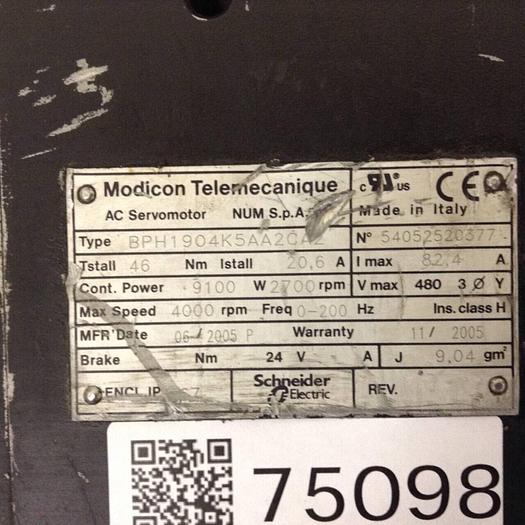 Modicon Telemecanique c UL US CE
AC Servomotor NUM S.p.A. Made in Italy
Type BPH1904K5AA2CA2 N° 54052520377
Tstall 46 Nm Istall 20,6 A I max 82,4 A
Cont. Power 9100 W 2700 rpm V max 480 3 Ø Y
Max Speed 4000 rpm Freq 0-200 Hz Ins. class H
MFR Date 06/2005 P Warranty 11/ 2005
Brake Nm 24 V A J 9,04 gm²
ENCL IP Schneider Electric REV.
75098